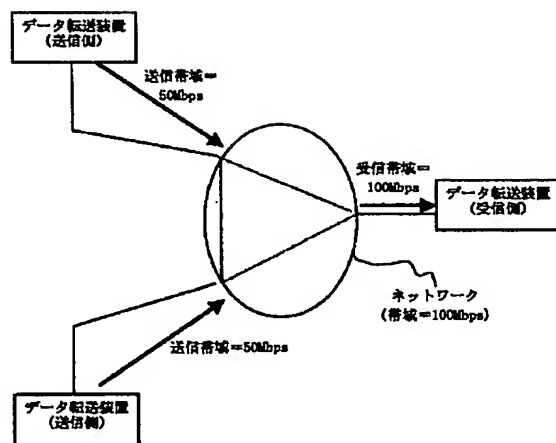 データ転送装置
(送信側)
送信帯域=
50Mbps
受信帯域=
100Mbps
データ転送装置
(受信側)
ネットワーク
(帯域=100Mbps)
送信帯域=50Mbps
データ転送装置
(送信側)